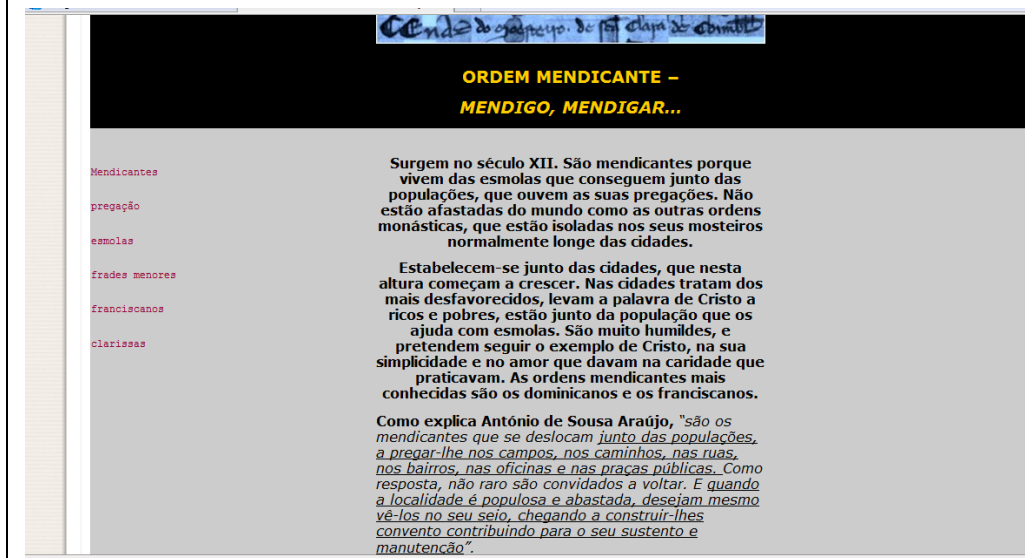 ORDEM MENDICANTE –
MENDIGO, MENDIGAR...
Mendicantes
pregação
esmolas
frades menores
franciscanos
clarissas
Surgem no século XII. São mendicantes porque
vivem das esmolas que conseguem junto das
populações, que ouvem as suas pregações. Não
estão afastadas do mundo como as outras ordens
monásticas, que estão isoladas nos seus mosteiros
normalmente longe das cidades.
Estabelecem-se junto das cidades, que nesta
altura começam a crescer. Nas cidades tratam dos
mais desfavorecidos, levam a palavra de Cristo a
ricos e pobres, estão junto da população que os
ajuda com esmolas. São muito humildes, e
pretendem seguir o exemplo de Cristo, na sua
simplicidade e no amor que davam na caridade que
praticavam. As ordens mendicantes mais
conhecidas são os dominicanos e os franciscanos.
Como explica António de Sousa Araújo, "são os
mendicantes que se deslocam junto das populações,
a pregar-lhe nos campos, nos caminhos, nas ruas,
nos bairros, nas oficinas e nas praças públicas. Como
resposta, não raro são convidados a voltar. E quando
a localidade é populosa e abastada, desejam mesmo
vê-los no seu seio, chegando a construir-lhes
convento contribuindo para o seu sustento e
manutenção".